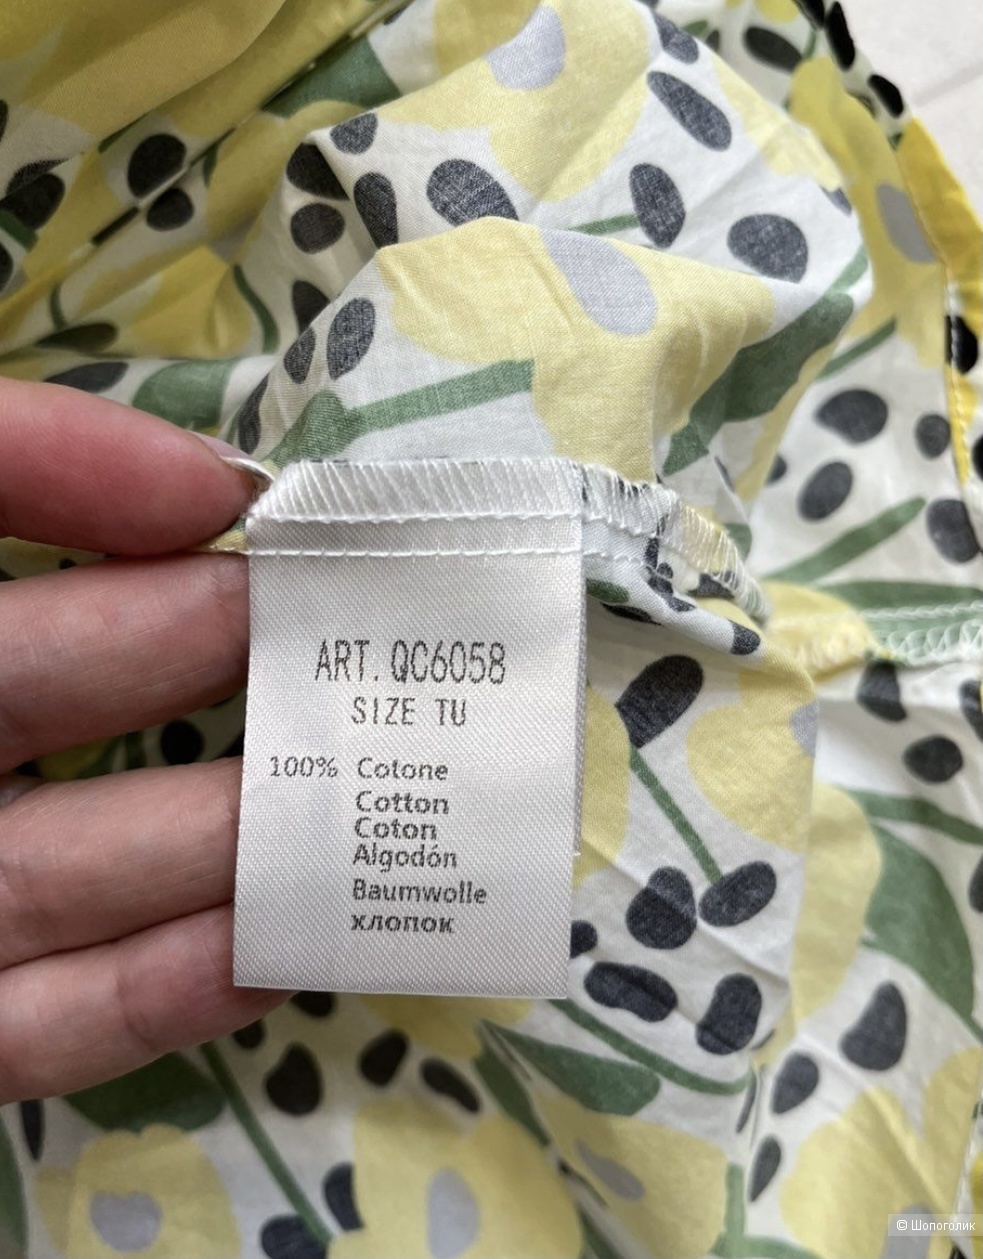 ART. QC6058
SIZE TU
100% Cotone
Cotton
Coton
Algodón
Baumwolle
хлопок
© Шопоголик